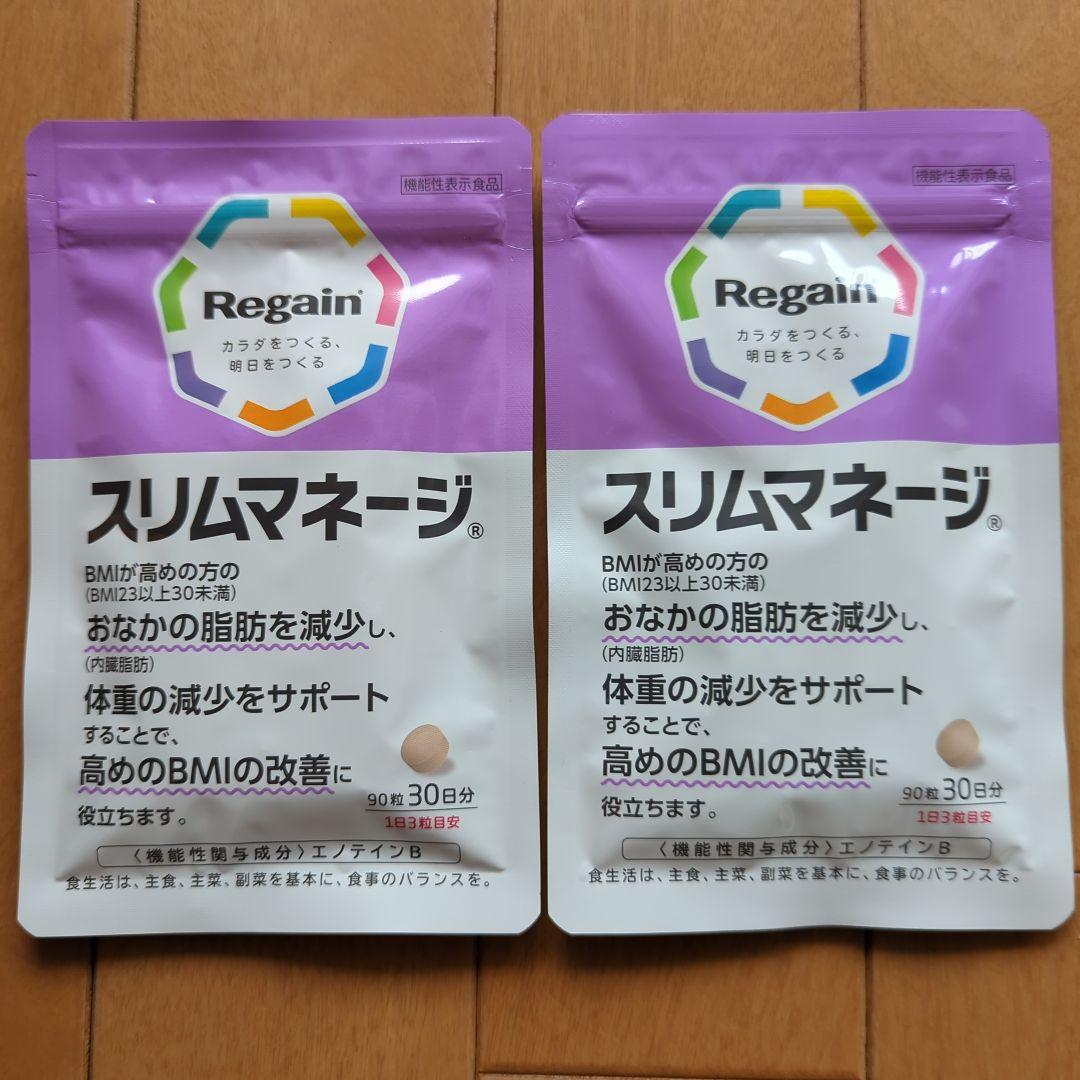 機能性表示食品
Regain
カラダをつくる、
明日をつくる
スリムマネージ®
BMIが高めの方の
(BMI23以上30未満)
おなかの脂肪を減少し、
(内臓脂肪)
体重の減少をサポート
することで、
高めのBMIの改善に
役立ちます。
90粒30日分
1日3粒目安
〈機能性関与成分〉エノテインB
食生活は、主食、主菜、副菜を基本に、食事のバランスを。
機能性表示食品
Regain
カラダをつくる、
明日をつくる
スリムマネージ®
BMIが高めの方の
(BMI23以上30未満)
おなかの脂肪を減少し、
(内臓脂肪)
体重の減少をサポート
することで、
高めのBMIの改善に
役立ちます。
90粒30日分
1日3粒目安
〈機能性関与成分〉エノテインB
食生活は、主食、主菜、副菜を基本に、食事のバランスを。